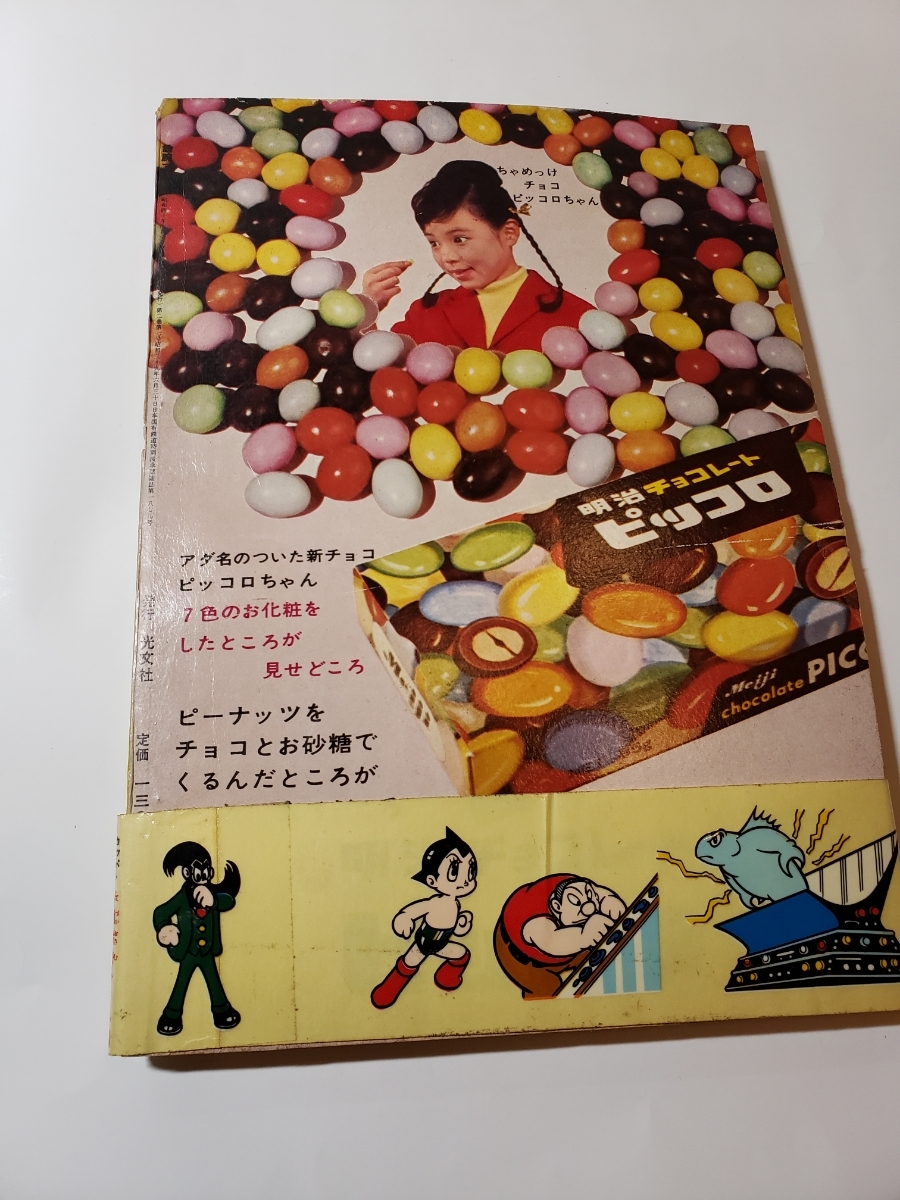 ちゃめっけ
チョコ
ピッコロちゃん
明治 チョコレート
ピッコロ
アダ名のついた新チョコ
ピッコロちゃん
7色のお化粧を
したところが
見せどころ
ピーナッツを
チョコとお砂糖で
くるんだところが
Meiji
Meiji
chocolate PICC
光文社
定価 一三